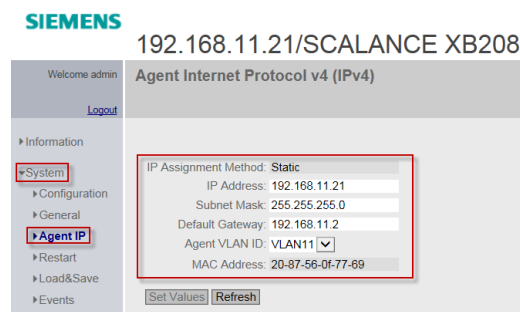 SIEMENS
192.168.11.21/SCALANCE XB208
Welcome admin
Logout
Agent Internet Protocol v4 (IPv4)
Information
System
Configuration
General
Agent IP
Restart
Load&Save
Events
IP Assignment Method: Static
IP Address: 192.168.11.21
Subnet Mask: 255.255.255.0
Default Gateway: 192.168.11.2
Agent VLAN ID: VLAN11
MAC Address: 20-87-56-0f-77-69
Set Values Refresh